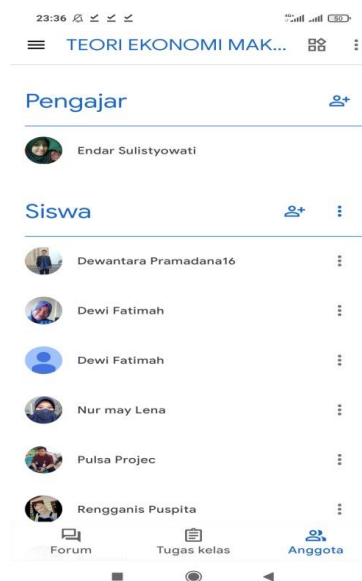 23:36
TEORI EKONOMI MAK...
Pengajar
Endar Sulistyowati
Siswa
Dewantara Pramadana16
Dewi Fatimah
Dewi Fatimah
Nur may Lena
Pulsa Projec
Rengganis Puspita
Forum
Tugas kelas
Anggota